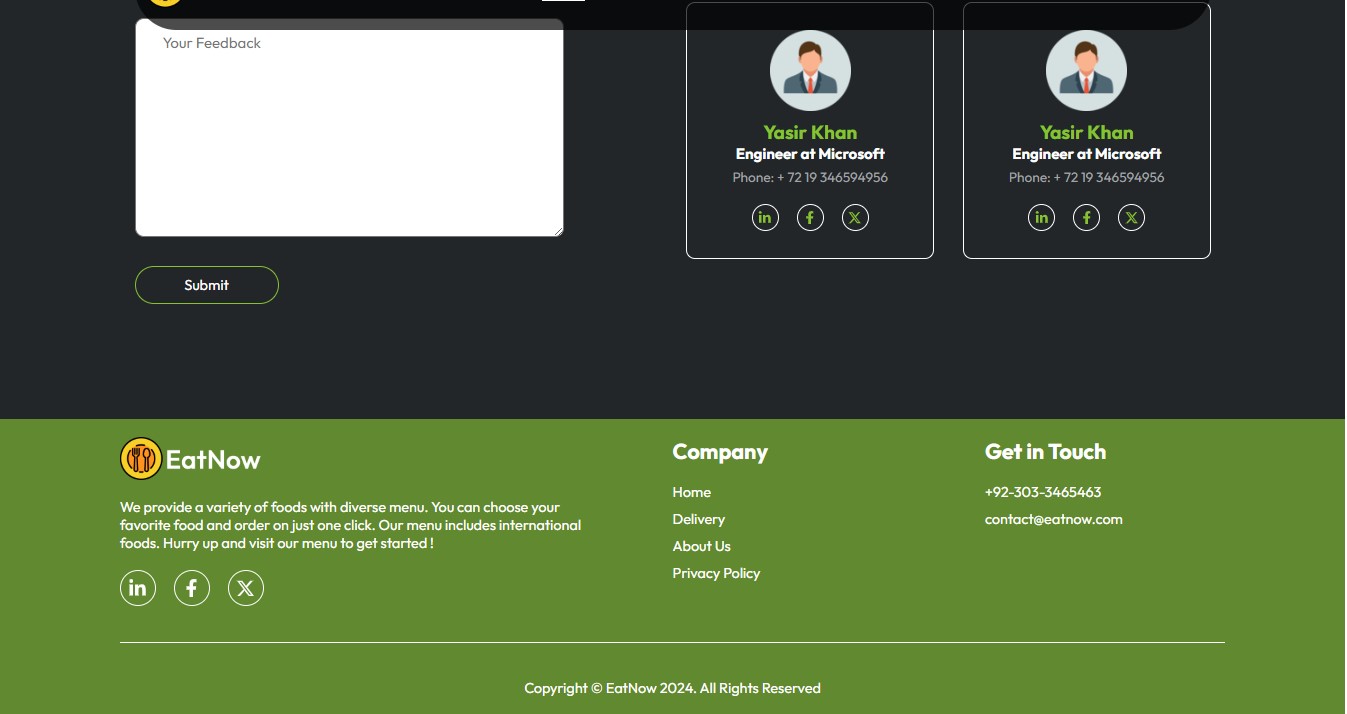 Your Feedback
Submit
Yasir Khan
Engineer at Microsoft
Phone: + 72 19 346594956
in f X
Yasir Khan
Engineer at Microsoft
Phone: + 72 19 346594956
in f X
EatNow
We provide a variety of foods with diverse menu. You can choose your
favorite food and order on just one click. Our menu includes international
foods. Hurry up and visit our menu to get started !
in f X
Company
Home
Delivery
About Us
Privacy Policy
Get in Touch
+92-303-3465463
contact@eatnow.com
Copyright © EatNow 2024. All Rights Reserved